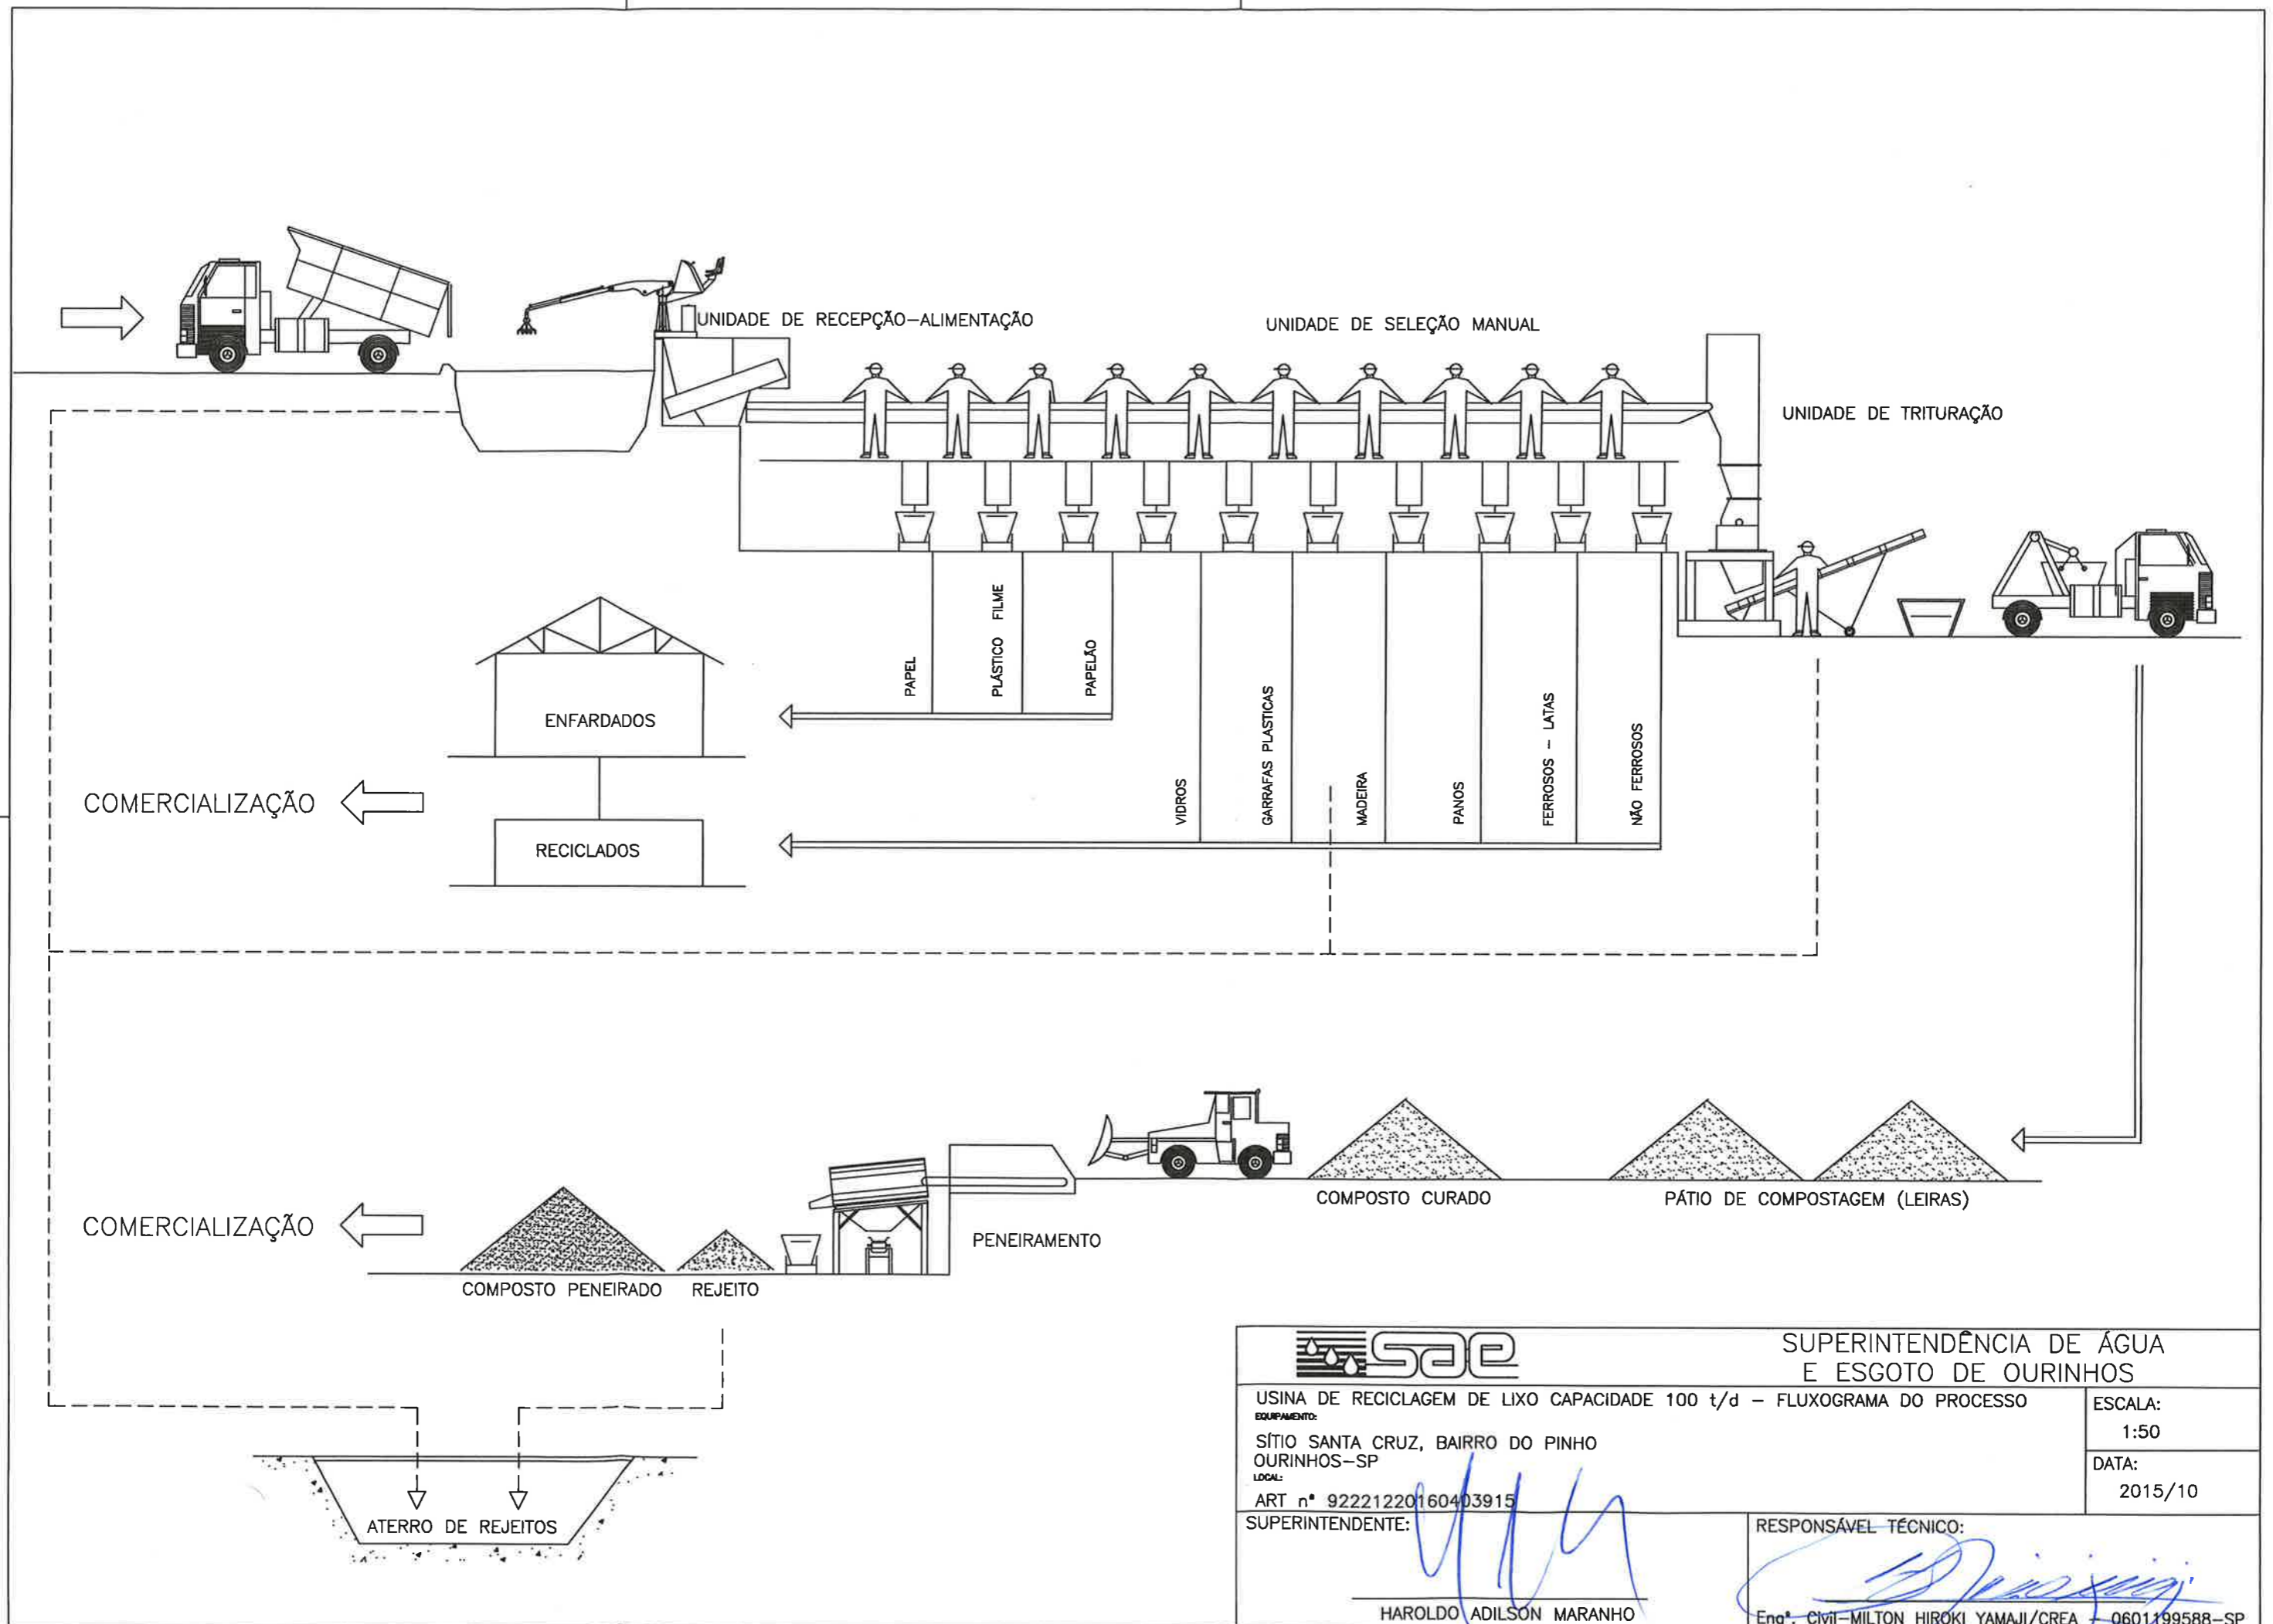 UNIDADE DE RECEPÇÃO-ALIMENTAÇÃO
UNIDADE DE SELEÇÃO MANUAL
UNIDADE DE TRITURAÇÃO
PAPEL
PLÁSTICO FILME
PAPELÃO
VIDROS
GARRAFAS PLASTICAS
MADEIRA
PANOS
FERROSOS - LATAS
NÃO FERROSOS
ENFARDADOS
COMERCIALIZAÇÃO
RECICLADOS
COMPOSTO CURADO
PÁTIO DE COMPOSTAGEM (LEIRAS)
PENEIRAMENTO
COMERCIALIZAÇÃO
COMPOSTO PENEIRADO
REJEITO
ATERRO DE REJEITOS
sae
SUPERINTENDÊNCIA DE ÁGUA
E ESGOTO DE OURINHOS
USINA DE RECICLAGEM DE LIXO CAPACIDADE 100 t/d - FLUXOGRAMA DO PROCESSO
EQUIPAMENTO:
SÍTIO SANTA CRUZ, BAIRRO DO PINHO
OURINHOS-SP
LOCAL:
ART nº 92221220160403915
ESCALA:
1:50
DATA:
2015/10
SUPERINTENDENTE:
HAROLDO ADILSON MARANHO
RESPONSÁVEL TÉCNICO:
Engº. Civil-MILTON HIROKI YAMAJI/CREA - 0601199588-SP